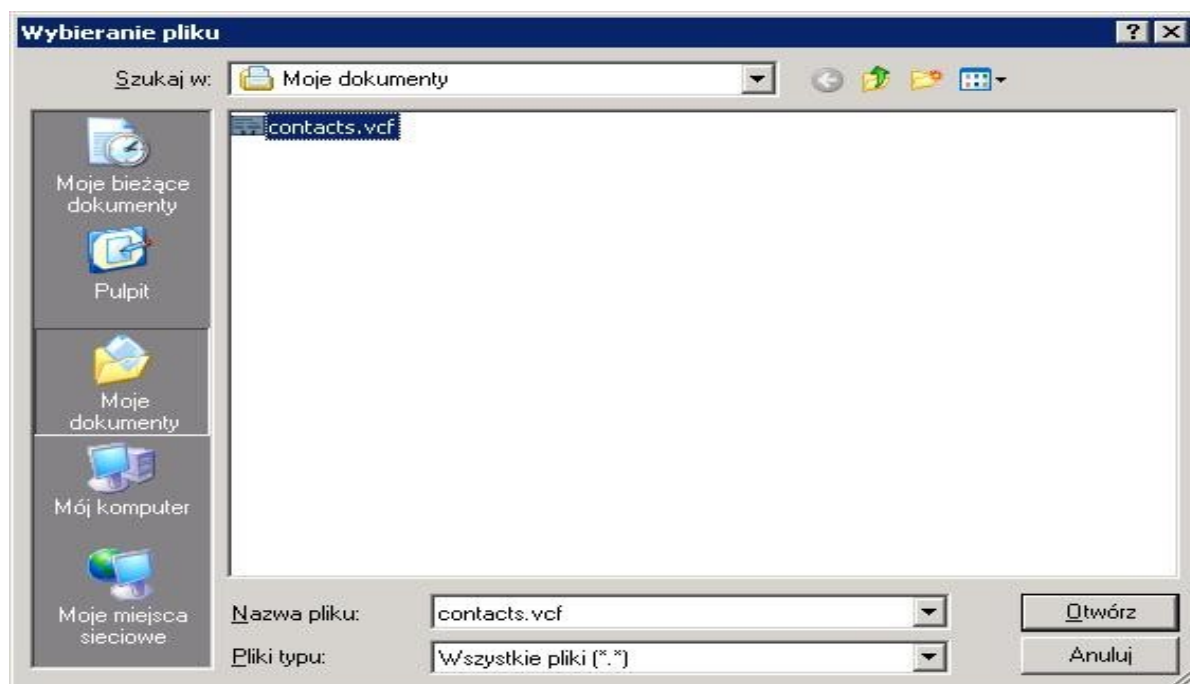 Wybieranie pliku
Szukaj w:
Moje dokumenty
contacts.vcf
Moje bieżące
dokumenty
Pulpit
Moje
dokumenty
Mój komputer
Moje miejsca
sieciowe
Nazwa pliku:
contacts.vcf
Otwórz
Pliki typu:
Wszystkie pliki (*.*)
Anuluj